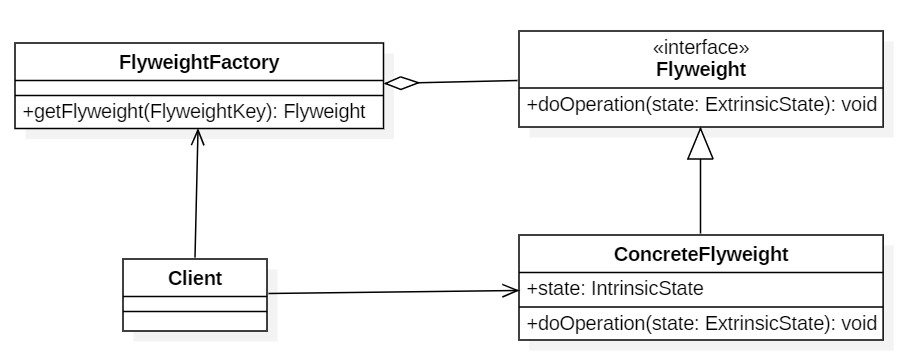 FlyweightFactory
+getFlyweight(FlyweightKey): Flyweight
«interface»
Flyweight
+doOperation(state: ExtrinsicState): void
Client
ConcreteFlyweight
+state: IntrinsicState
+doOperation(state: ExtrinsicState): void